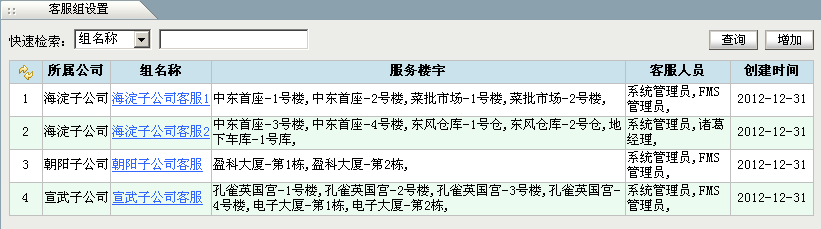 客服组设置
快速检索： 组名称 查询 增加
所属公司 组名称 服务楼宇 客服人员 创建时间
1 海淀子公司 海淀子公司客服1 中东首座-1号楼,中东首座-2号楼,菜批市场-1号楼,菜批市场-2号楼, 系统管理员,FMS
管理员, 2012-12-31
2 海淀子公司 海淀子公司客服2 中东首座-3号楼,中东首座-4号楼,东风仓库-1号仓,东风仓库-2号仓,地
下车库-1号库, 系统管理员,诸葛
经理, 2012-12-31
3 朝阳子公司 朝阳子公司客服 盈科大厦-第1栋,盈科大厦-第2栋, 系统管理员,FMS
管理员, 2012-12-31
4 宣武子公司 宣武子公司客服 孔雀英国宫-1号楼,孔雀英国宫-2号楼,孔雀英国宫-3号楼,孔雀英国宫-
4号楼,电子大厦-第1栋,电子大厦-第2栋, 系统管理员,FMS
管理员, 2012-12-31